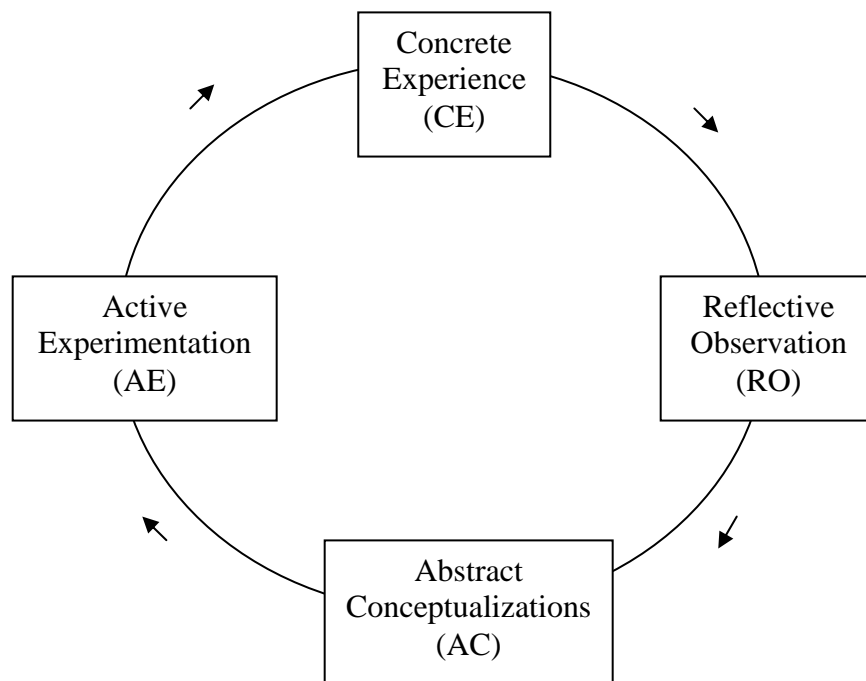 Concrete
Experience
(CE)
Active
Experimentation
(AE)
Reflective
Observation
(RO)
Abstract
Conceptualizations
(AC)